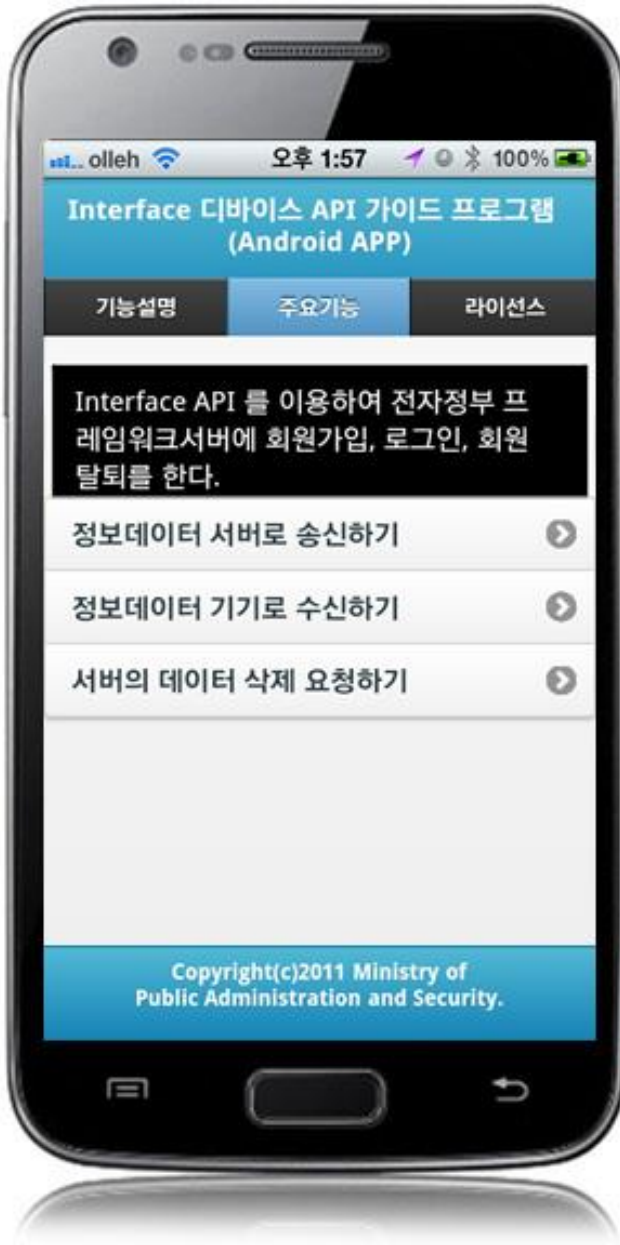 olleh 오후 1:57 100%
Interface 디바이스 API 가이드 프로그램
(Android APP)
기능설명 주요기능 라이선스
Interface API 를 이용하여 전자정부 프
레임워크서버에 회원가입, 로그인, 회원
탈퇴를 한다.
정보데이터 서버로 송신하기
정보데이터 기기로 수신하기
서버의 데이터 삭제 요청하기
Copyright(c)2011 Ministry of
Public Administration and Security.